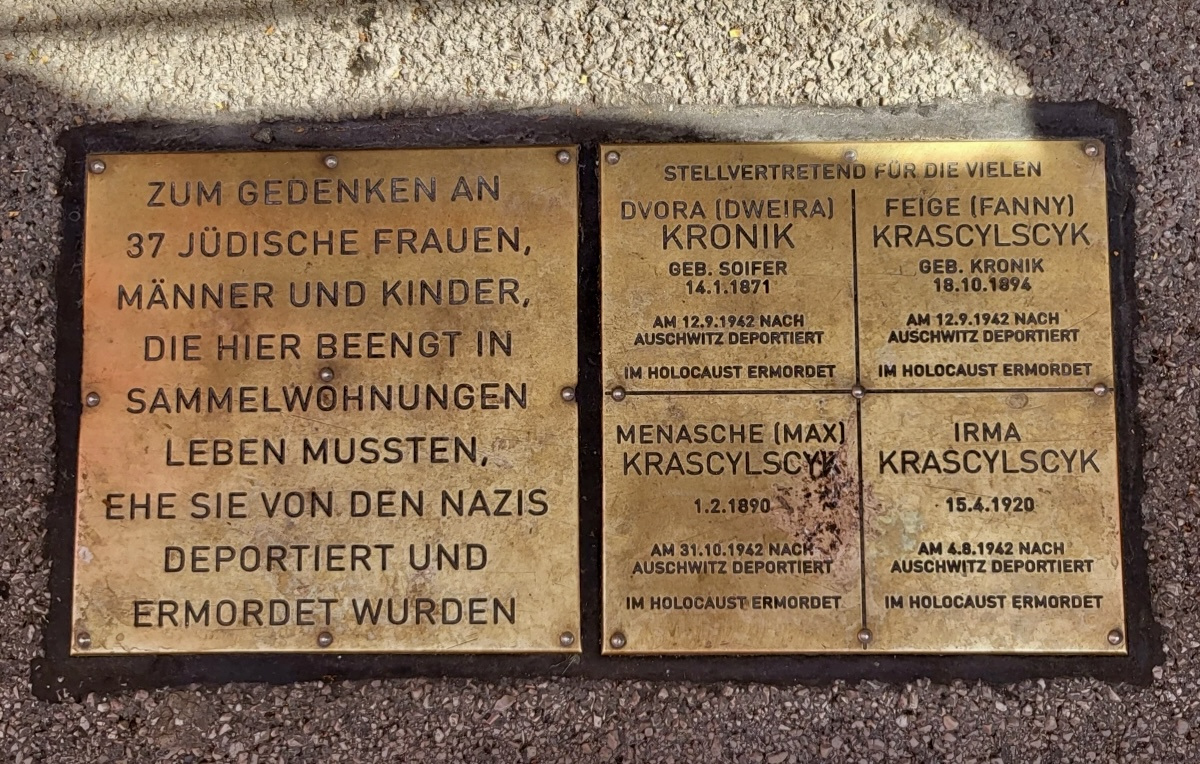 ZUM GEDENKEN AN
37 JÜDISCHE FRAUEN,
MÄNNER UND KINDER,
DIE HIER BEENGT IN
SAMMELWOHNUNGEN
LEBEN MUSSTEN,
EHE SIE VON DEN NAZIS
DEPORTIERT UND
ERMORDET WURDEN
STELLVERTRETEND FÜR DIE VIELEN
DVORA (DWEIRA)
KRONIK
GEB. SOIFER
14.1.1871
AM 12.9.1942 NACH
AUSCHWITZ DEPORTIERT
IM HOLOCAUST ERMORDET
FEIGE (FANNY)
KRASCYLSCYK
GEB. KRONIK
18.10.1894
AM 12.9.1942 NACH
AUSCHWITZ DEPORTIERT
IM HOLOCAUST ERMORDET
MENASCHE (MAX)
KRASCYLSCYK
1.2.1890
AM 31.10.1942 NACH
AUSCHWITZ DEPORTIERT
IM HOLOCAUST ERMORDET
IRMA
KRASCYLSCYK
15.4.1920
AM 4.8.1942 NACH
AUSCHWITZ DEPORTIERT
IM HOLOCAUST ERMORDET